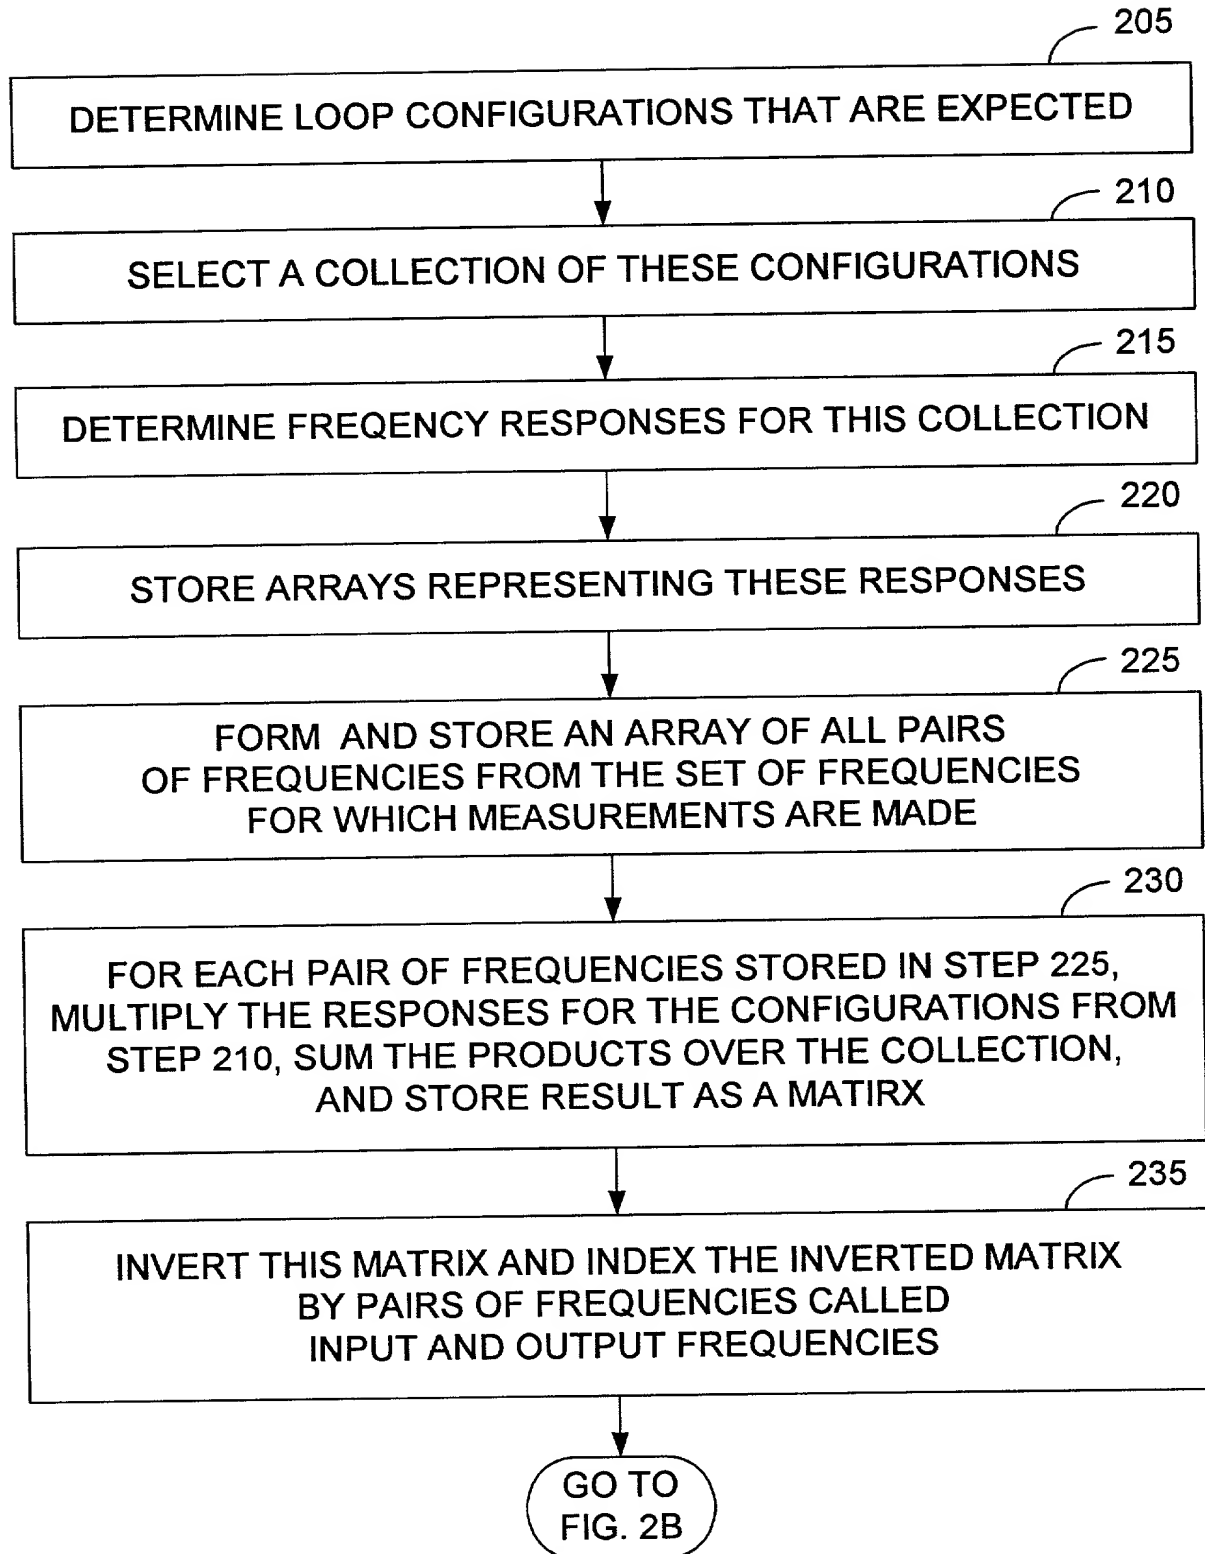 205
DETERMINE LOOP CONFIGURATIONS THAT ARE EXPECTED
210
SELECT A COLLECTION OF THESE CONFIGURATIONS
215
DETERMINE FREQENCY RESPONSES FOR THIS COLLECTION
220
STORE ARRAYS REPRESENTING THESE RESPONSES
225
FORM AND STORE AN ARRAY OF ALL PAIRS
OF FREQUENCIES FROM THE SET OF FREQUENCIES
FOR WHICH MEASUREMENTS ARE MADE
230
FOR EACH PAIR OF FREQUENCIES STORED IN STEP 225,
MULTIPLY THE RESPONSES FOR THE CONFIGURATIONS FROM
STEP 210, SUM THE PRODUCTS OVER THE COLLECTION,
AND STORE RESULT AS A MATIRX
235
INVERT THIS MATRIX AND INDEX THE INVERTED MATRIX
BY PAIRS OF FREQUENCIES CALLED
INPUT AND OUTPUT FREQUENCIES
GO TO
FIG. 2B